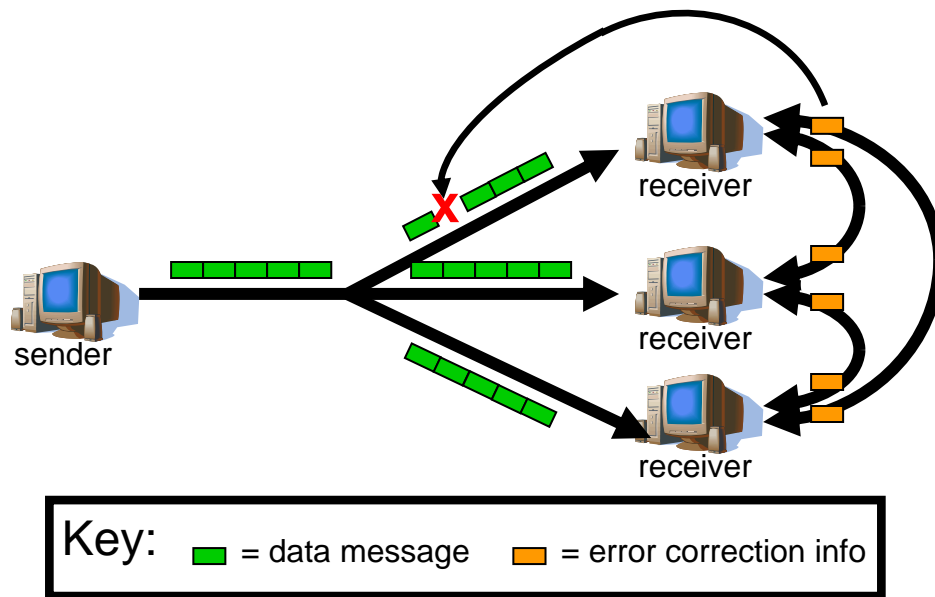 receiver
X
receiver
sender
receiver
Key:
= data message
= error correction info